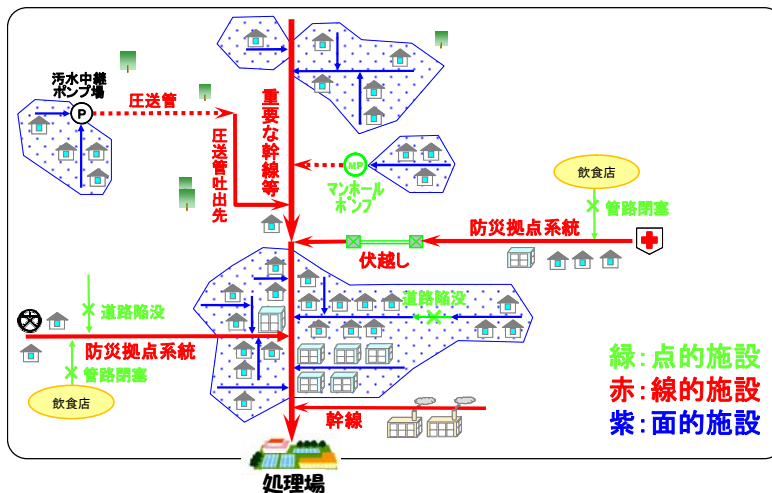 汚水中継
ポンプ場
P
圧送管
圧送管吐出先
重要な幹線等
MP
マンホール
ポンプ
飲食店
管路閉塞
防災拠点系統
伏越し
道路陥没
道路陥没
防災拠点系統
管路閉塞
飲食店
幹線
処理場
緑：点的施設
赤：線的施設
紫：面的施設